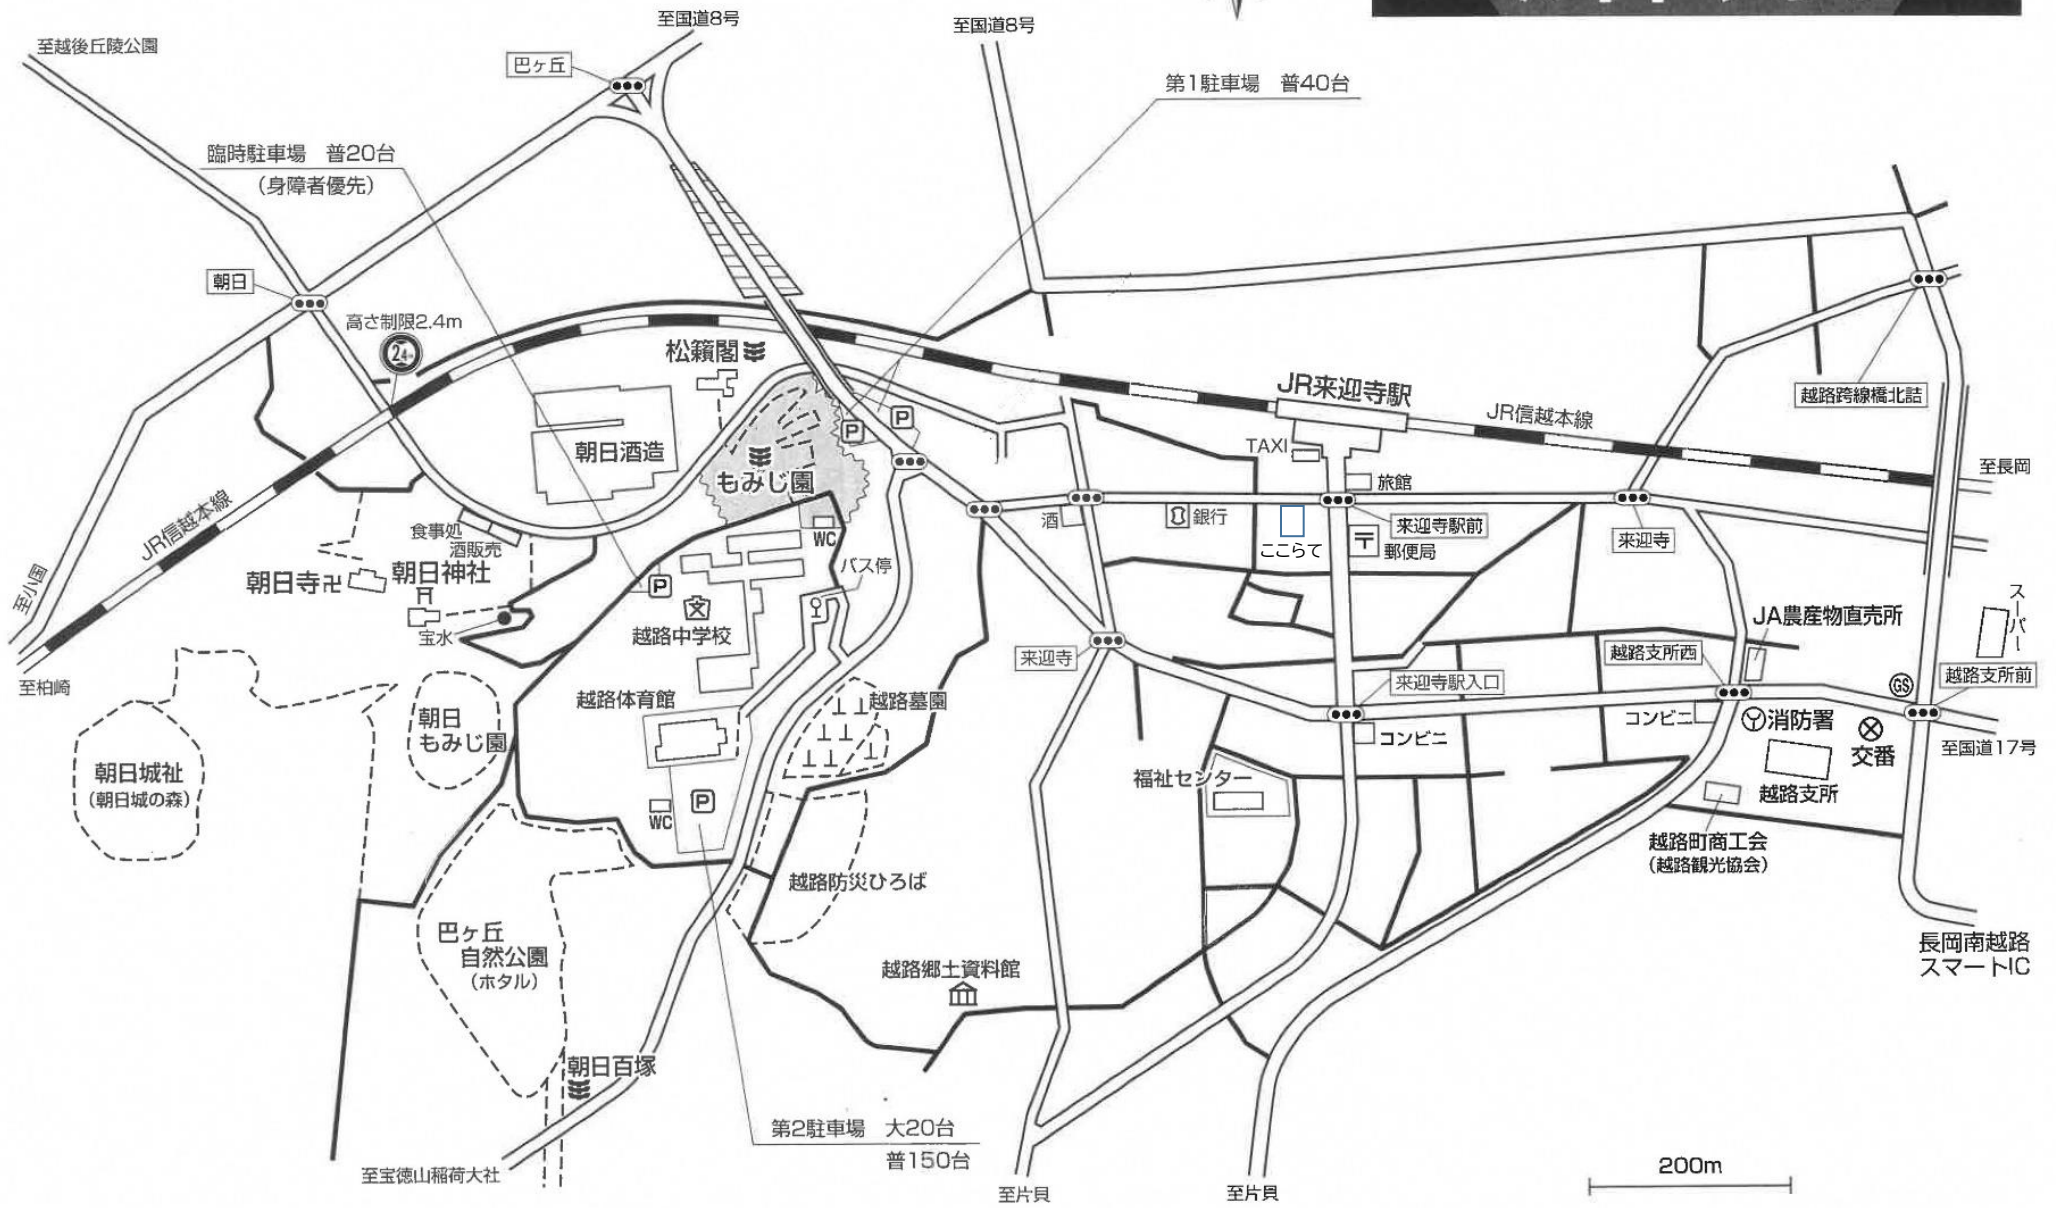 至国道8号
至国道8号
至越後丘陵公園
巴ヶ丘
第1駐車場 普40台
臨時駐車場 普20台
(身障者優先)
朝日
高さ制限2.4m
2.4m
松籟閣
JR来迎寺駅
越路跨線橋北詰
JR信越本線
P
P
TAXI
朝日酒造
もみじ園
旅館
至長岡
JR信越本線
食事処
酒販売
WC
酒
銀行
来迎寺駅前
来迎寺
ここらて
〒
郵便局
バス停
朝日寺卍
朝日神社
P
文
宝水
越路中学校
至小国
至柏崎
スーパー
JA農産物直売所
来迎寺
越路支所西
越路支所前
GS
来迎寺駅入口
越路体育館
越路墓園
朝日
もみじ園
コンビニ
消防署
コンビニ
交番
至国道17号
朝日城祉
(朝日城の森)
福祉センター
越路支所
P
WC
越路町商工会
(越路観光協会)
越路防災ひろば
巴ヶ丘
自然公園
(ホタル)
長岡南越路
スマートIC
越路郷土資料館
朝日百塚
第2駐車場 大20台
普150台
至宝徳山稲荷大社
至片貝
至片貝
200m